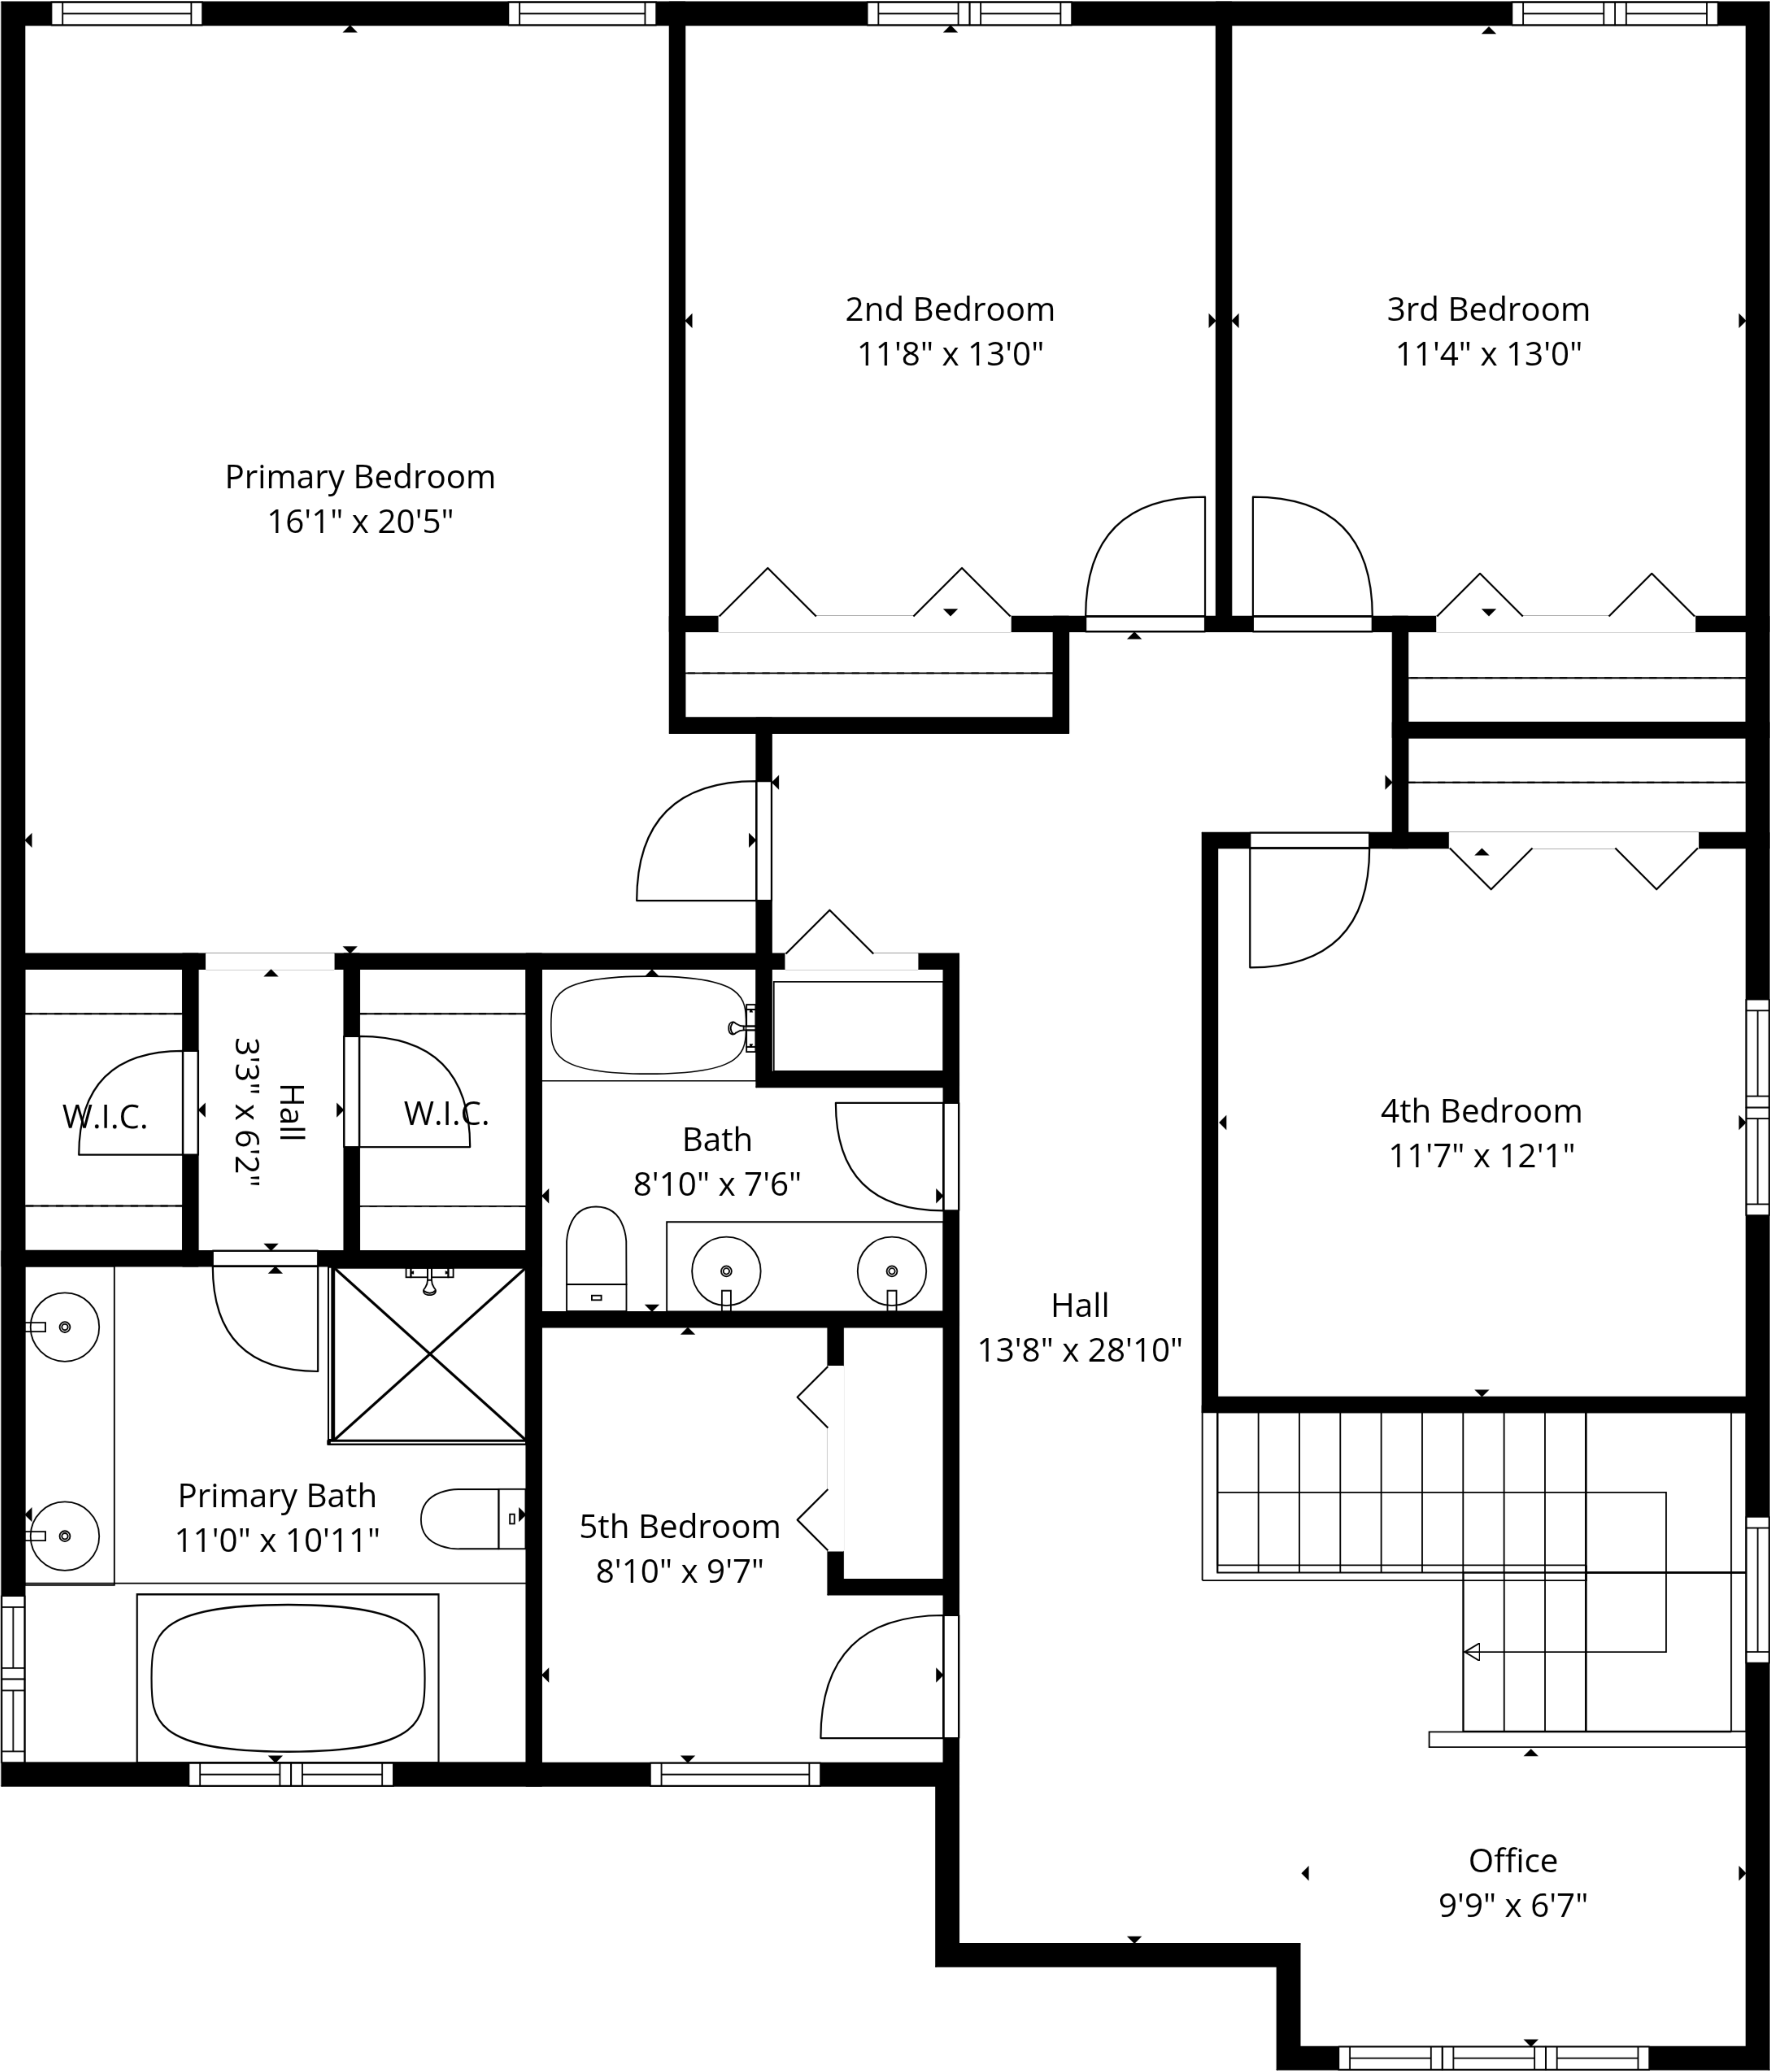 2nd Bedroom
11'8" x 13'0"
3rd Bedroom
11'4" x 13'0"
Primary Bedroom
16'1" x 20'5"
W.I.C.
Hall
3'3" x 6'2"
W.I.C.
Bath
8'10" x 7'6"
4th Bedroom
11'7" x 12'1"
Hall
13'8" x 28'10"
Primary Bath
11'0" x 10'11"
5th Bedroom
8'10" x 9'7"
Office
9'9" x 6'7"